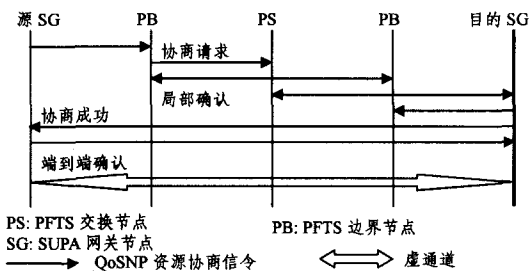 源 SG PB PS PB 目的 SG
协商请求
局部确认
协商成功
端到端确认
PS: PFTS 交换节点 PB: PFTS 边界节点
SG: SUPA 网关节点
QoSNP 资源协商信令 虚通道